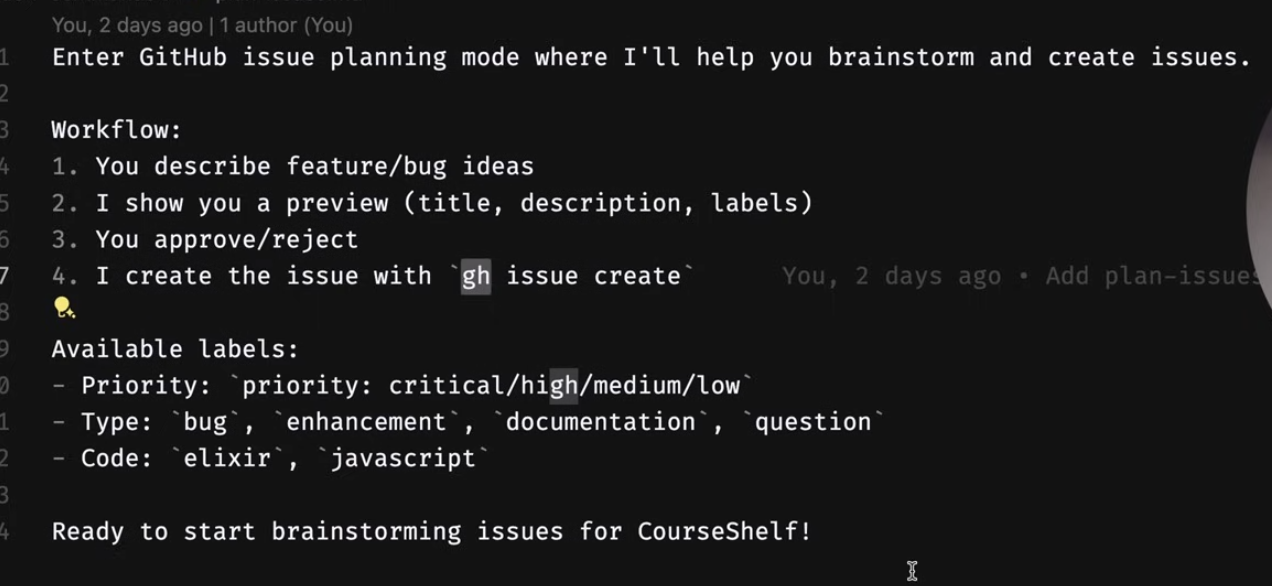 You, 2 days ago | 1 author (You)
1 Enter GitHub issue planning mode where I'll help you brainstorm and create issues.
2
3 Workflow:
4 1. You describe feature/bug ideas
5 2. I show you a preview (title, description, labels)
6 3. You approve/reject
7 4. I create the issue with `gh issue create` You, 2 days ago • Add plan-issues
8
9 Available labels:
0 - Priority: `priority: critical/high/medium/low`
1 - Type: `bug`, `enhancement`, `documentation`, `question`
2 - Code: `elixir`, `javascript`
3
4 Ready to start brainstorming issues for CourseShelf!